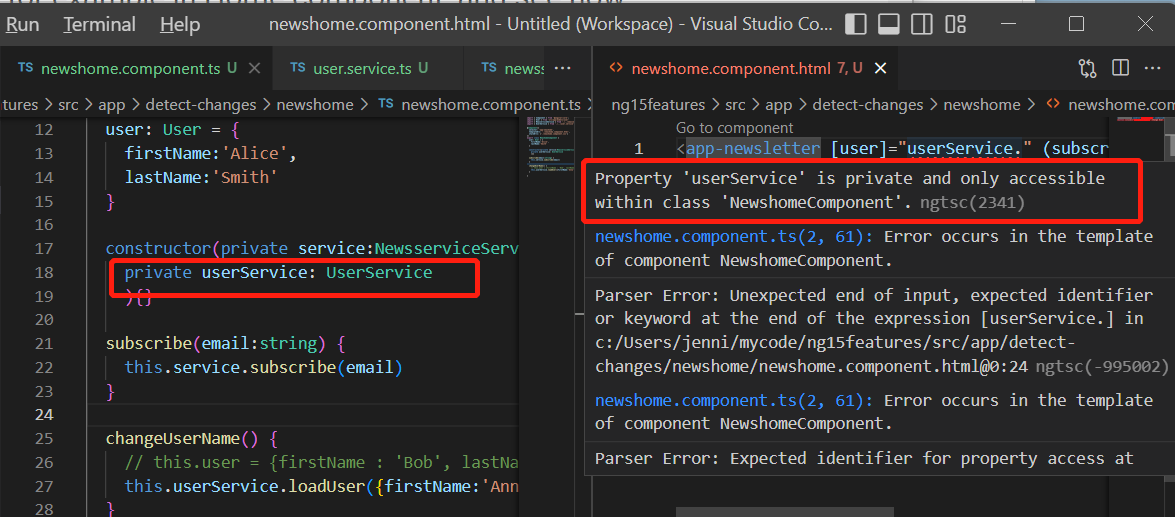 Run Terminal Help newshome.component.html - Untitled (Workspace) - Visual Studio Co...
TS newshome.component.ts U TS user.service.ts U TS newss ...
tures > src > app > detect-changes > newshome > TS newshome.component.ts >
12 user: User = {
13 firstName:'Alice',
14 lastName:'Smith'
15 }
16
17 constructor(private service:NewsserviceServ
18 private userService: UserService
19 ){}
20
21 subscribe(email:string) {
22 this.service.subscribe(email)
23 }
24
25 changeUserName() {
26 // this.user = {firstName : 'Bob', lastNa
27 this.userService.loadUser({firstName:'Ann
28 }
<> newshome.component.html 7, U ...
ng15features > src > app > detect-changes > newshome > <> newshome.com
Go to component
1 <app-newsletter [user]="userService." (subscr
Property 'userService' is private and only accessible
within class 'NewshomeComponent'. ngtsc(2341)
newshome.component.ts(2, 61): Error occurs in the template
of component NewshomeComponent.
Parser Error: Unexpected end of input, expected identifier
or keyword at the end of the expression [userService.] in
c:/Users/jenni/mycode/ng15features/src/app/detect-
changes/newshome/newshome.component.html@0:24 ngtsc(-995002)
newshome.component.ts(2, 61): Error occurs in the template
of component NewshomeComponent.
Parser Error: Expected identifier for property access at